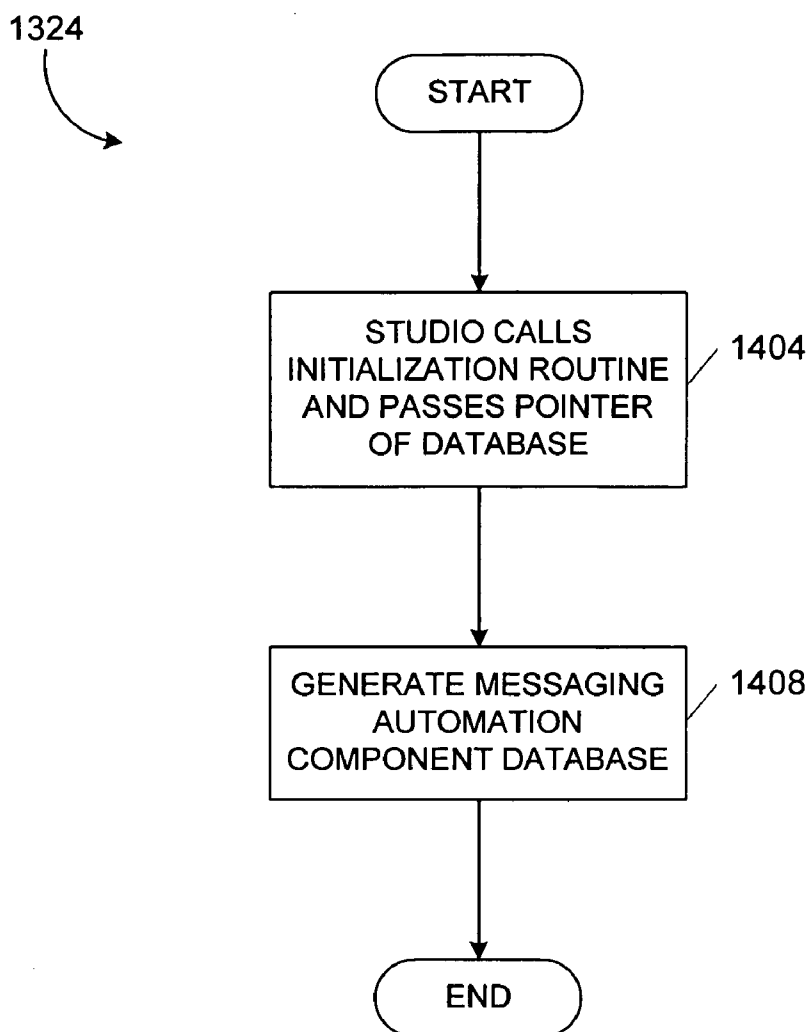 1324
START
STUDIO CALLS
INITIALIZATION ROUTINE
AND PASSES POINTER
OF DATABASE
1404
GENERATE MESSAGING
AUTOMATION
COMPONENT DATABASE
1408
END